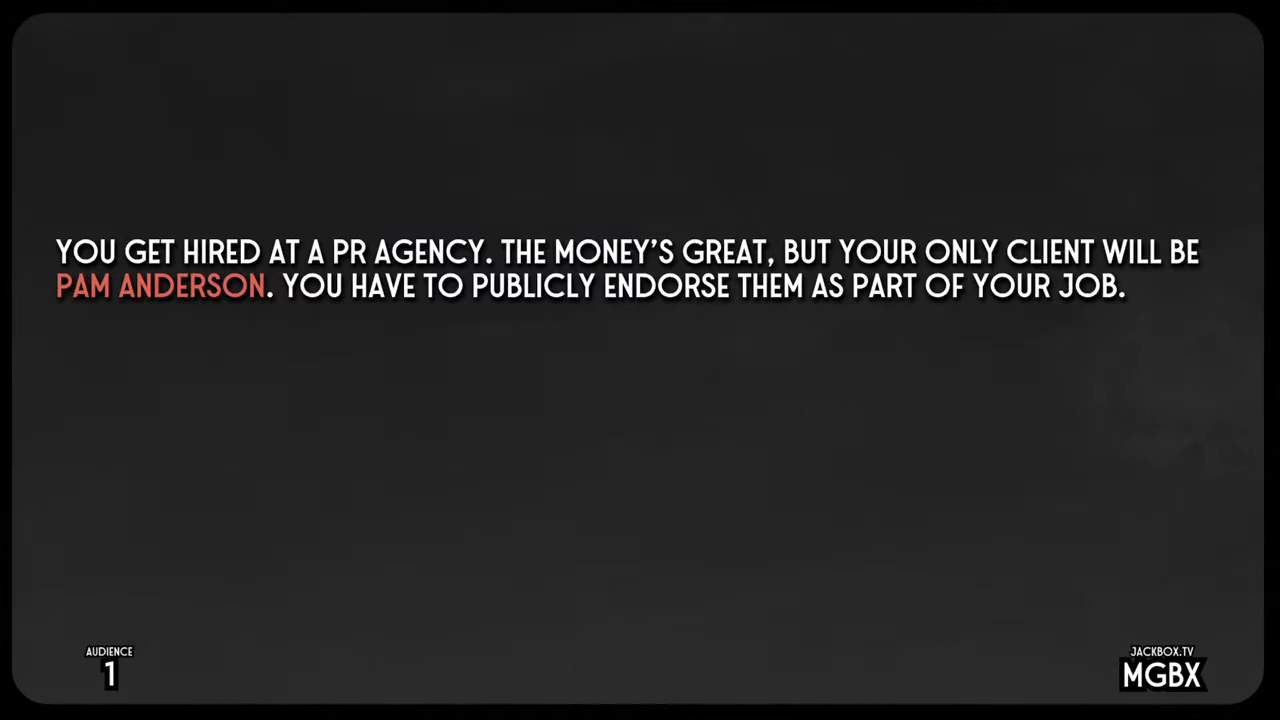 YOU GET HIRED AT A PR AGENCY. THE MONEY'S GREAT, BUT YOUR ONLY CLIENT WILL BE
PAM ANDERSON. YOU HAVE TO PUBLICLY ENDORSE THEM AS PART OF YOUR JOB.
AUDIENCE
1
JACKBOX.TV
MGBX